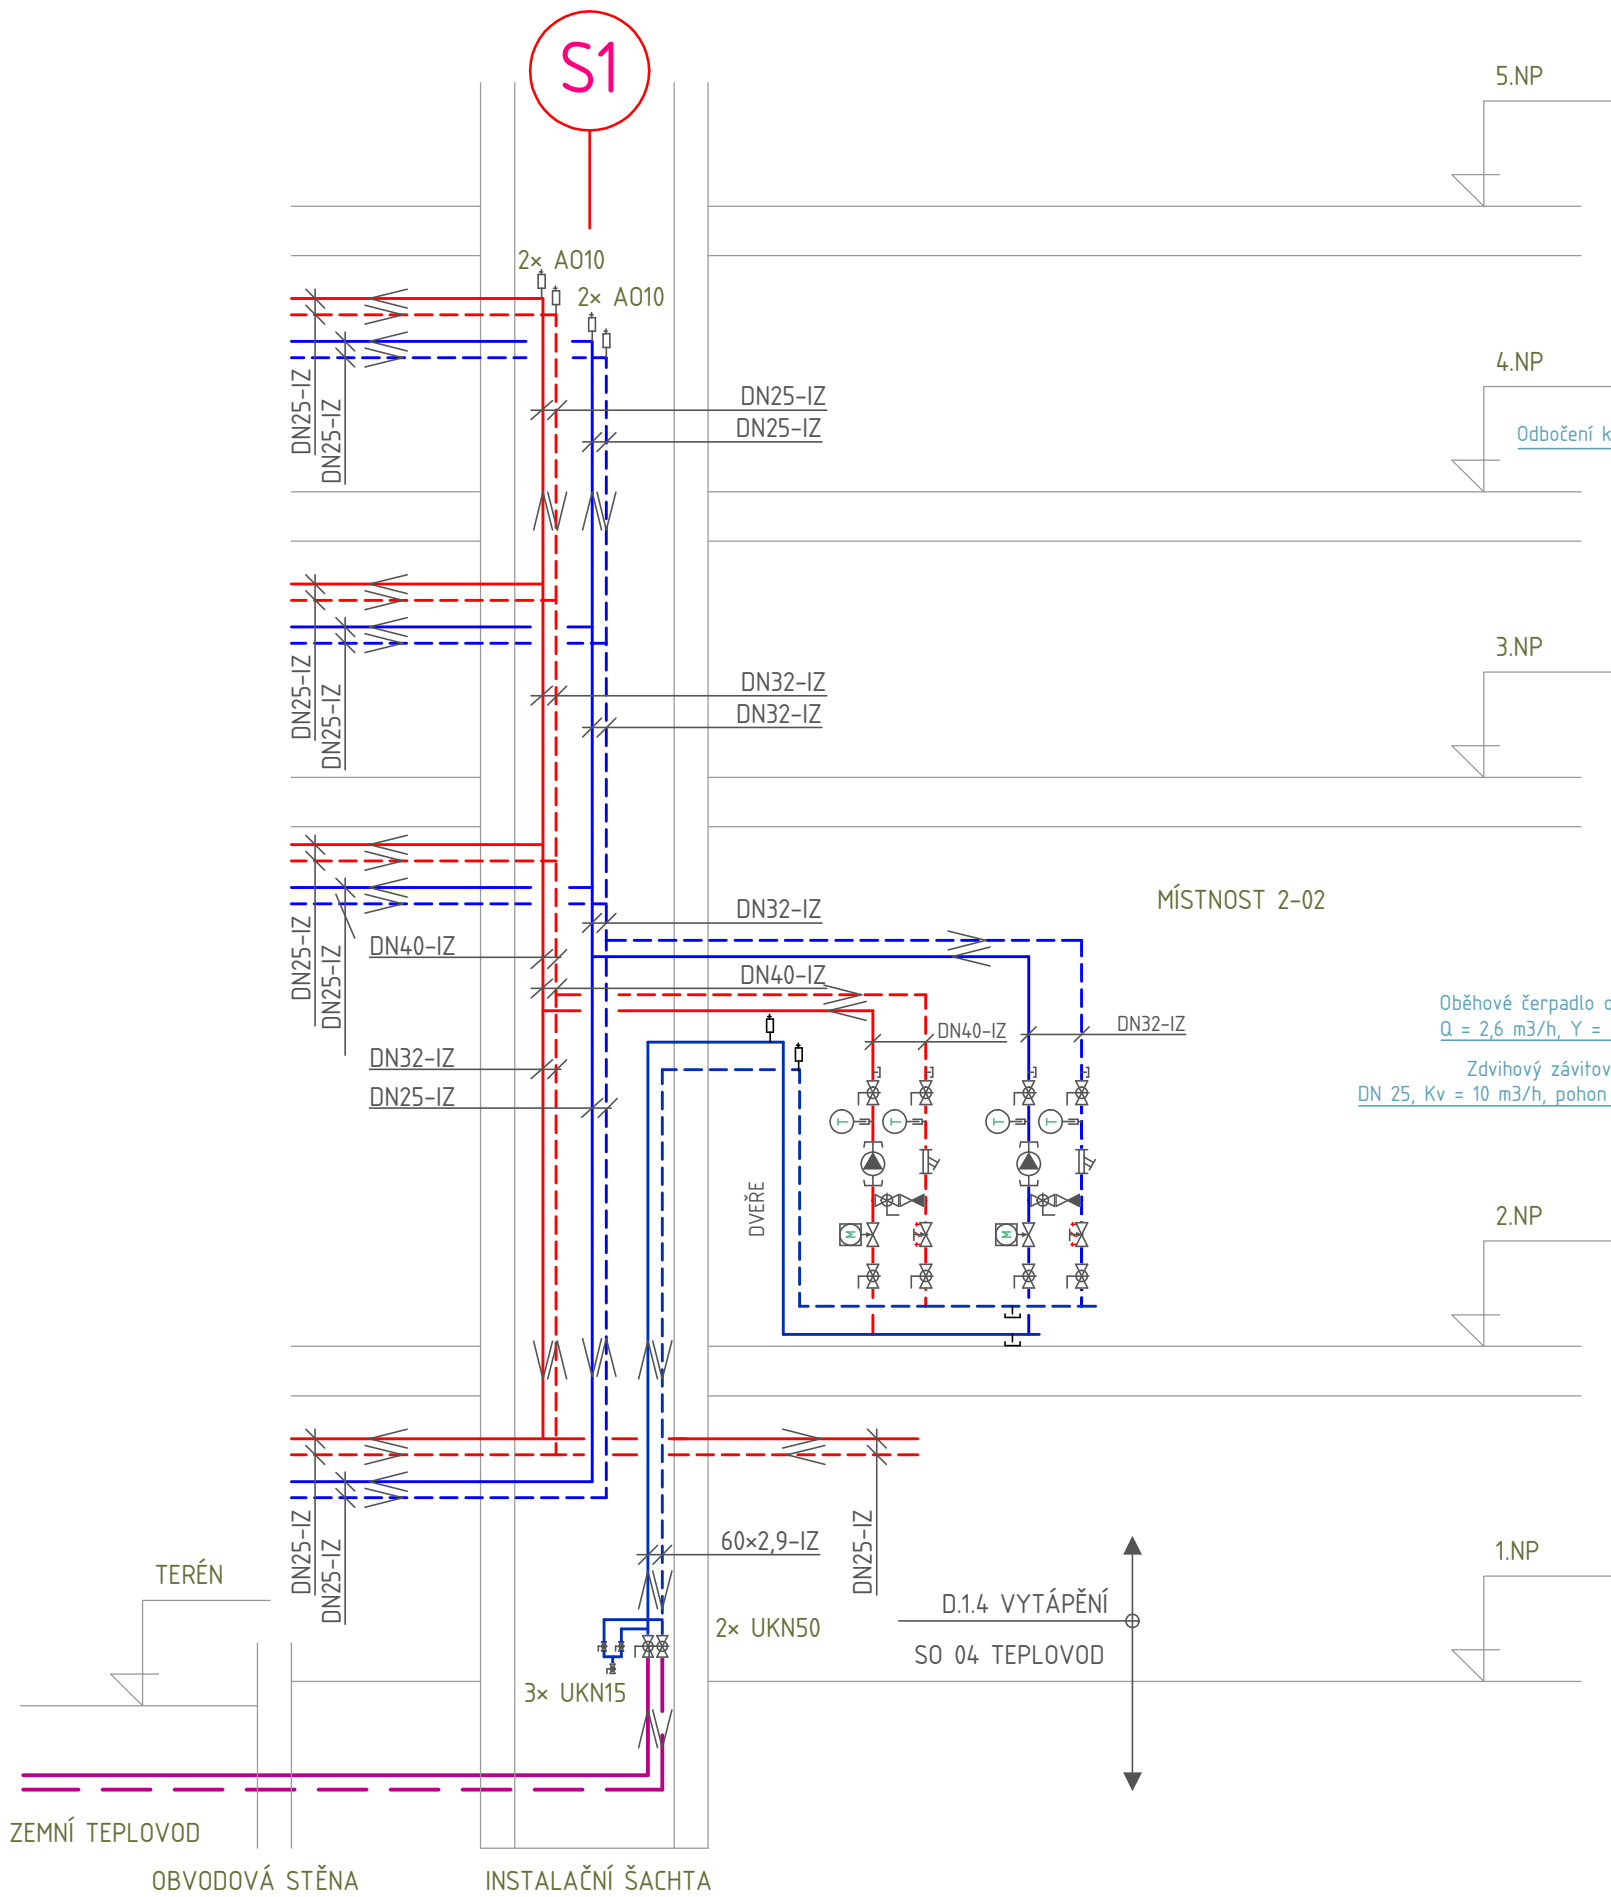 S1
5.NP
2× AO10
2× AO10
4.NP
DN25-IZ
DN25-IZ
DN25-IZ
DN25-IZ
Odbočení k
3.NP
DN25-IZ
DN25-IZ
DN32-IZ
DN32-IZ
MÍSTNOST 2-02
DN32-IZ
DN25-IZ
DN25-IZ
DN40-IZ
DN40-IZ
Oběhové čerpadlo o
Q = 2,6 m3/h, Y =
DN40-IZ
DN32-IZ
DN32-IZ
Zdvihový závitov
DN 25, Kv = 10 m3/h, pohon
DN25-IZ
T
T
T
T
DVEŘE
2.NP
M
M
DN25-IZ
DN25-IZ
60×2,9-IZ
DN25-IZ
1.NP
TERÉN
D.1.4 VYTÁPĚNÍ
2× UKN50
SO 04 TEPLOVOD
3× UKN15
ZEMNÍ TEPLOVOD
OBVODOVÁ STĚNA
INSTALAČNÍ ŠACHTA